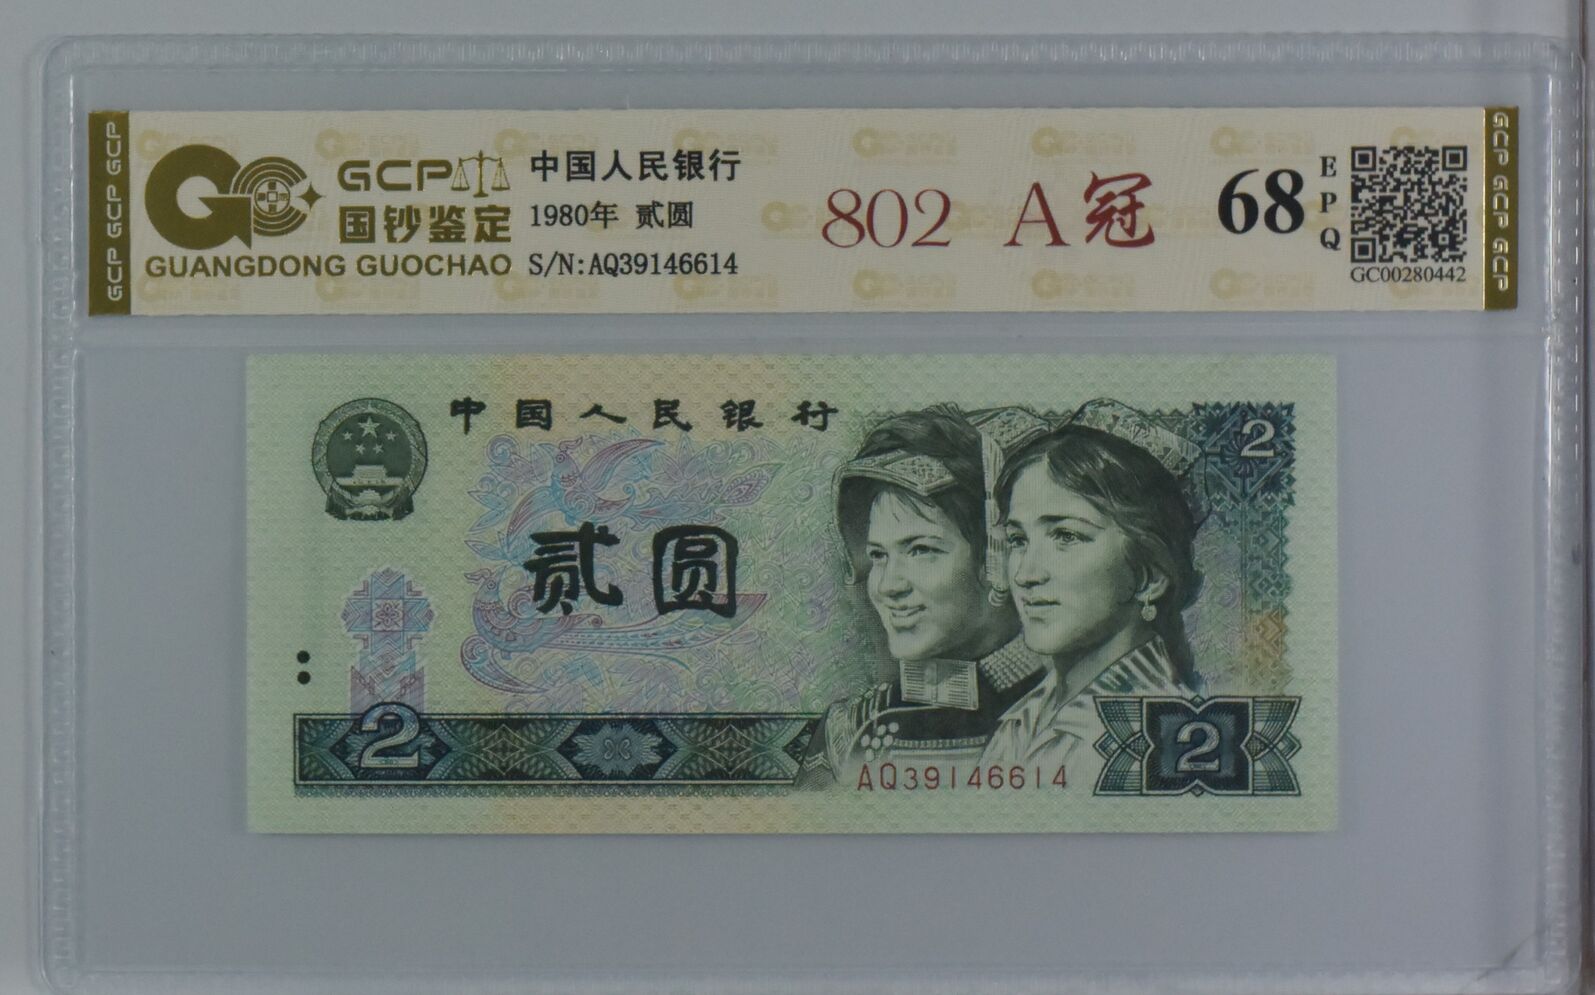 GCP GCP GCP
GCP
国钞鉴定
GUANGDONG GUOCHAO
中国人民银行
1980年 贰圆
S/N:AQ39146614
802 A冠
68
EPQ
GC00280442
GCP GCP GCP
中国人民银行
2
贰圆
2
AQ39146614
2